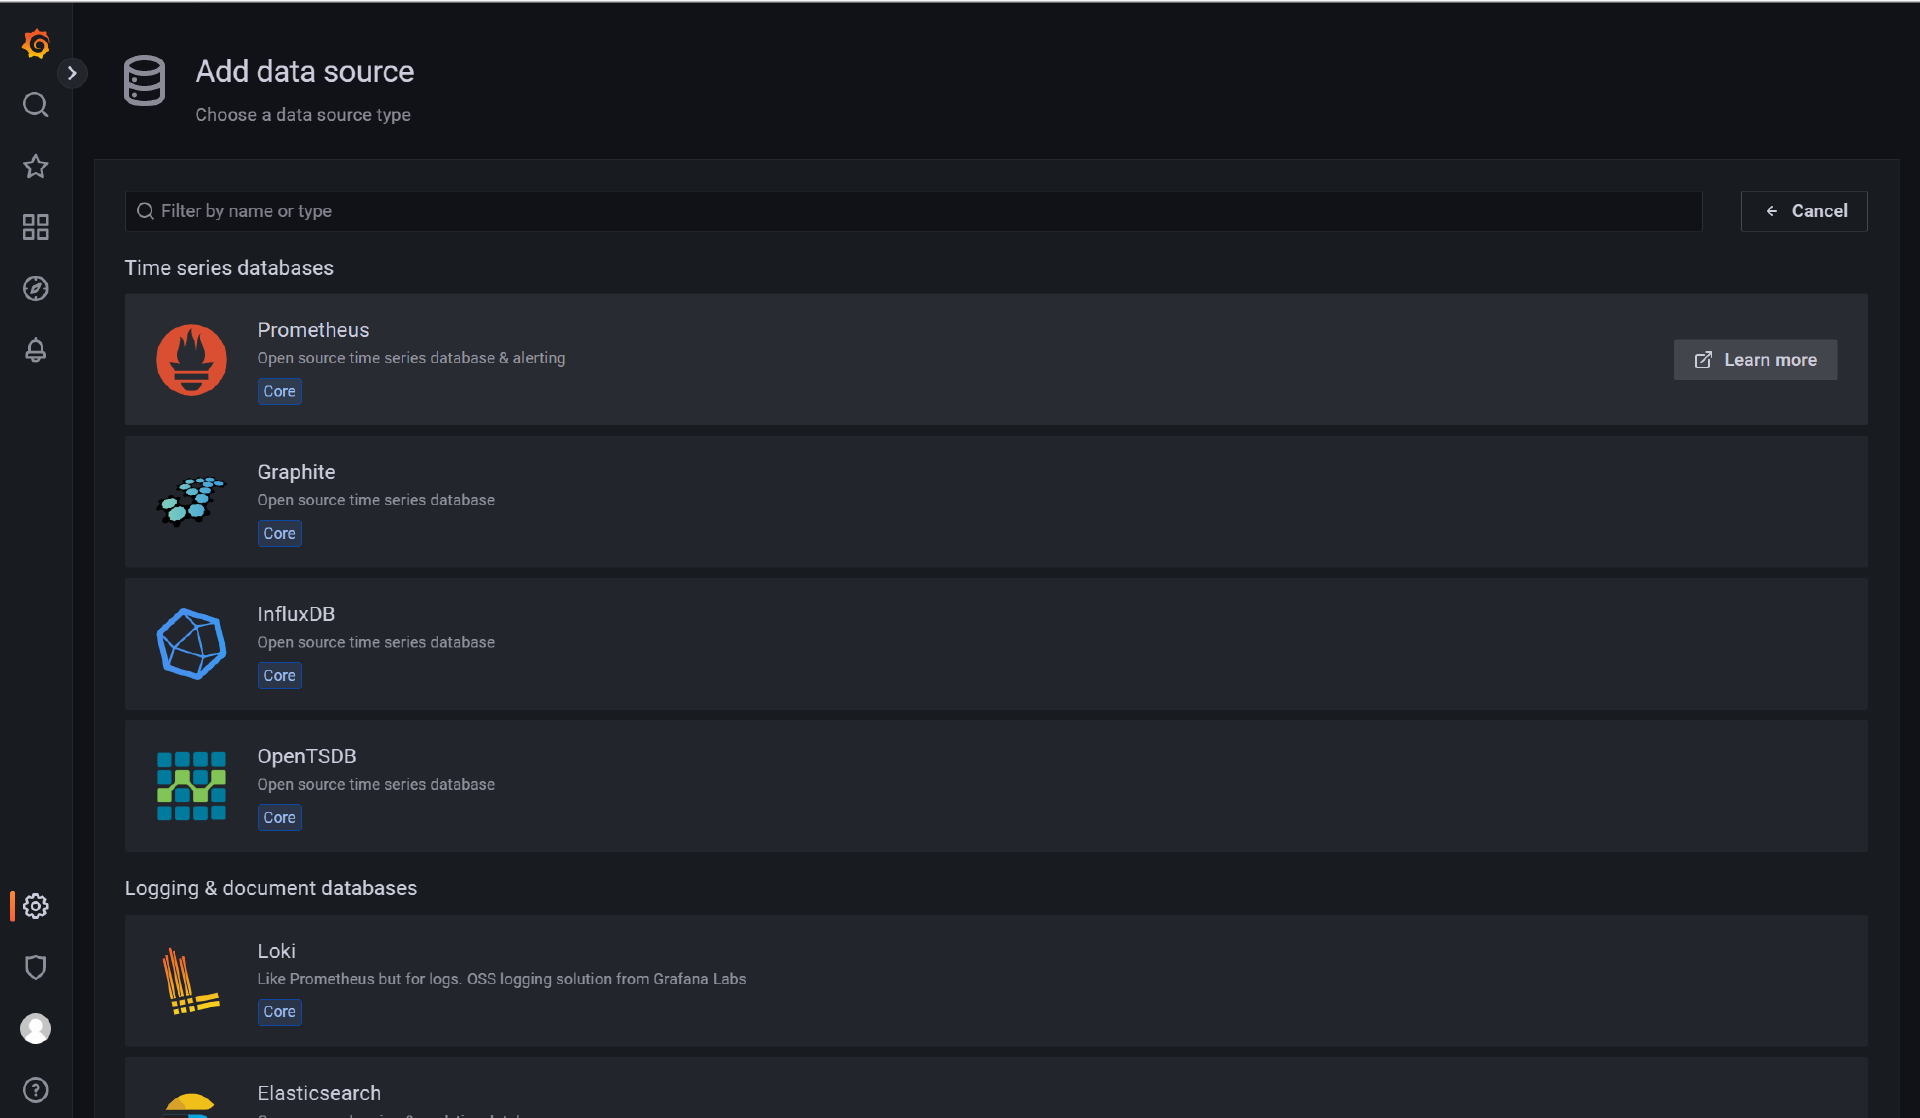 Add data source
Choose a data source type
Filter by name or type
Cancel
Time series databases
Prometheus
Open source time series database & alerting
Core
Learn more
Graphite
Open source time series database
Core
InfluxDB
Open source time series database
Core
OpenTSDB
Open source time series database
Core
Logging & document databases
Loki
Like Prometheus but for logs. OSS logging solution from Grafana Labs
Core
Elasticsearch